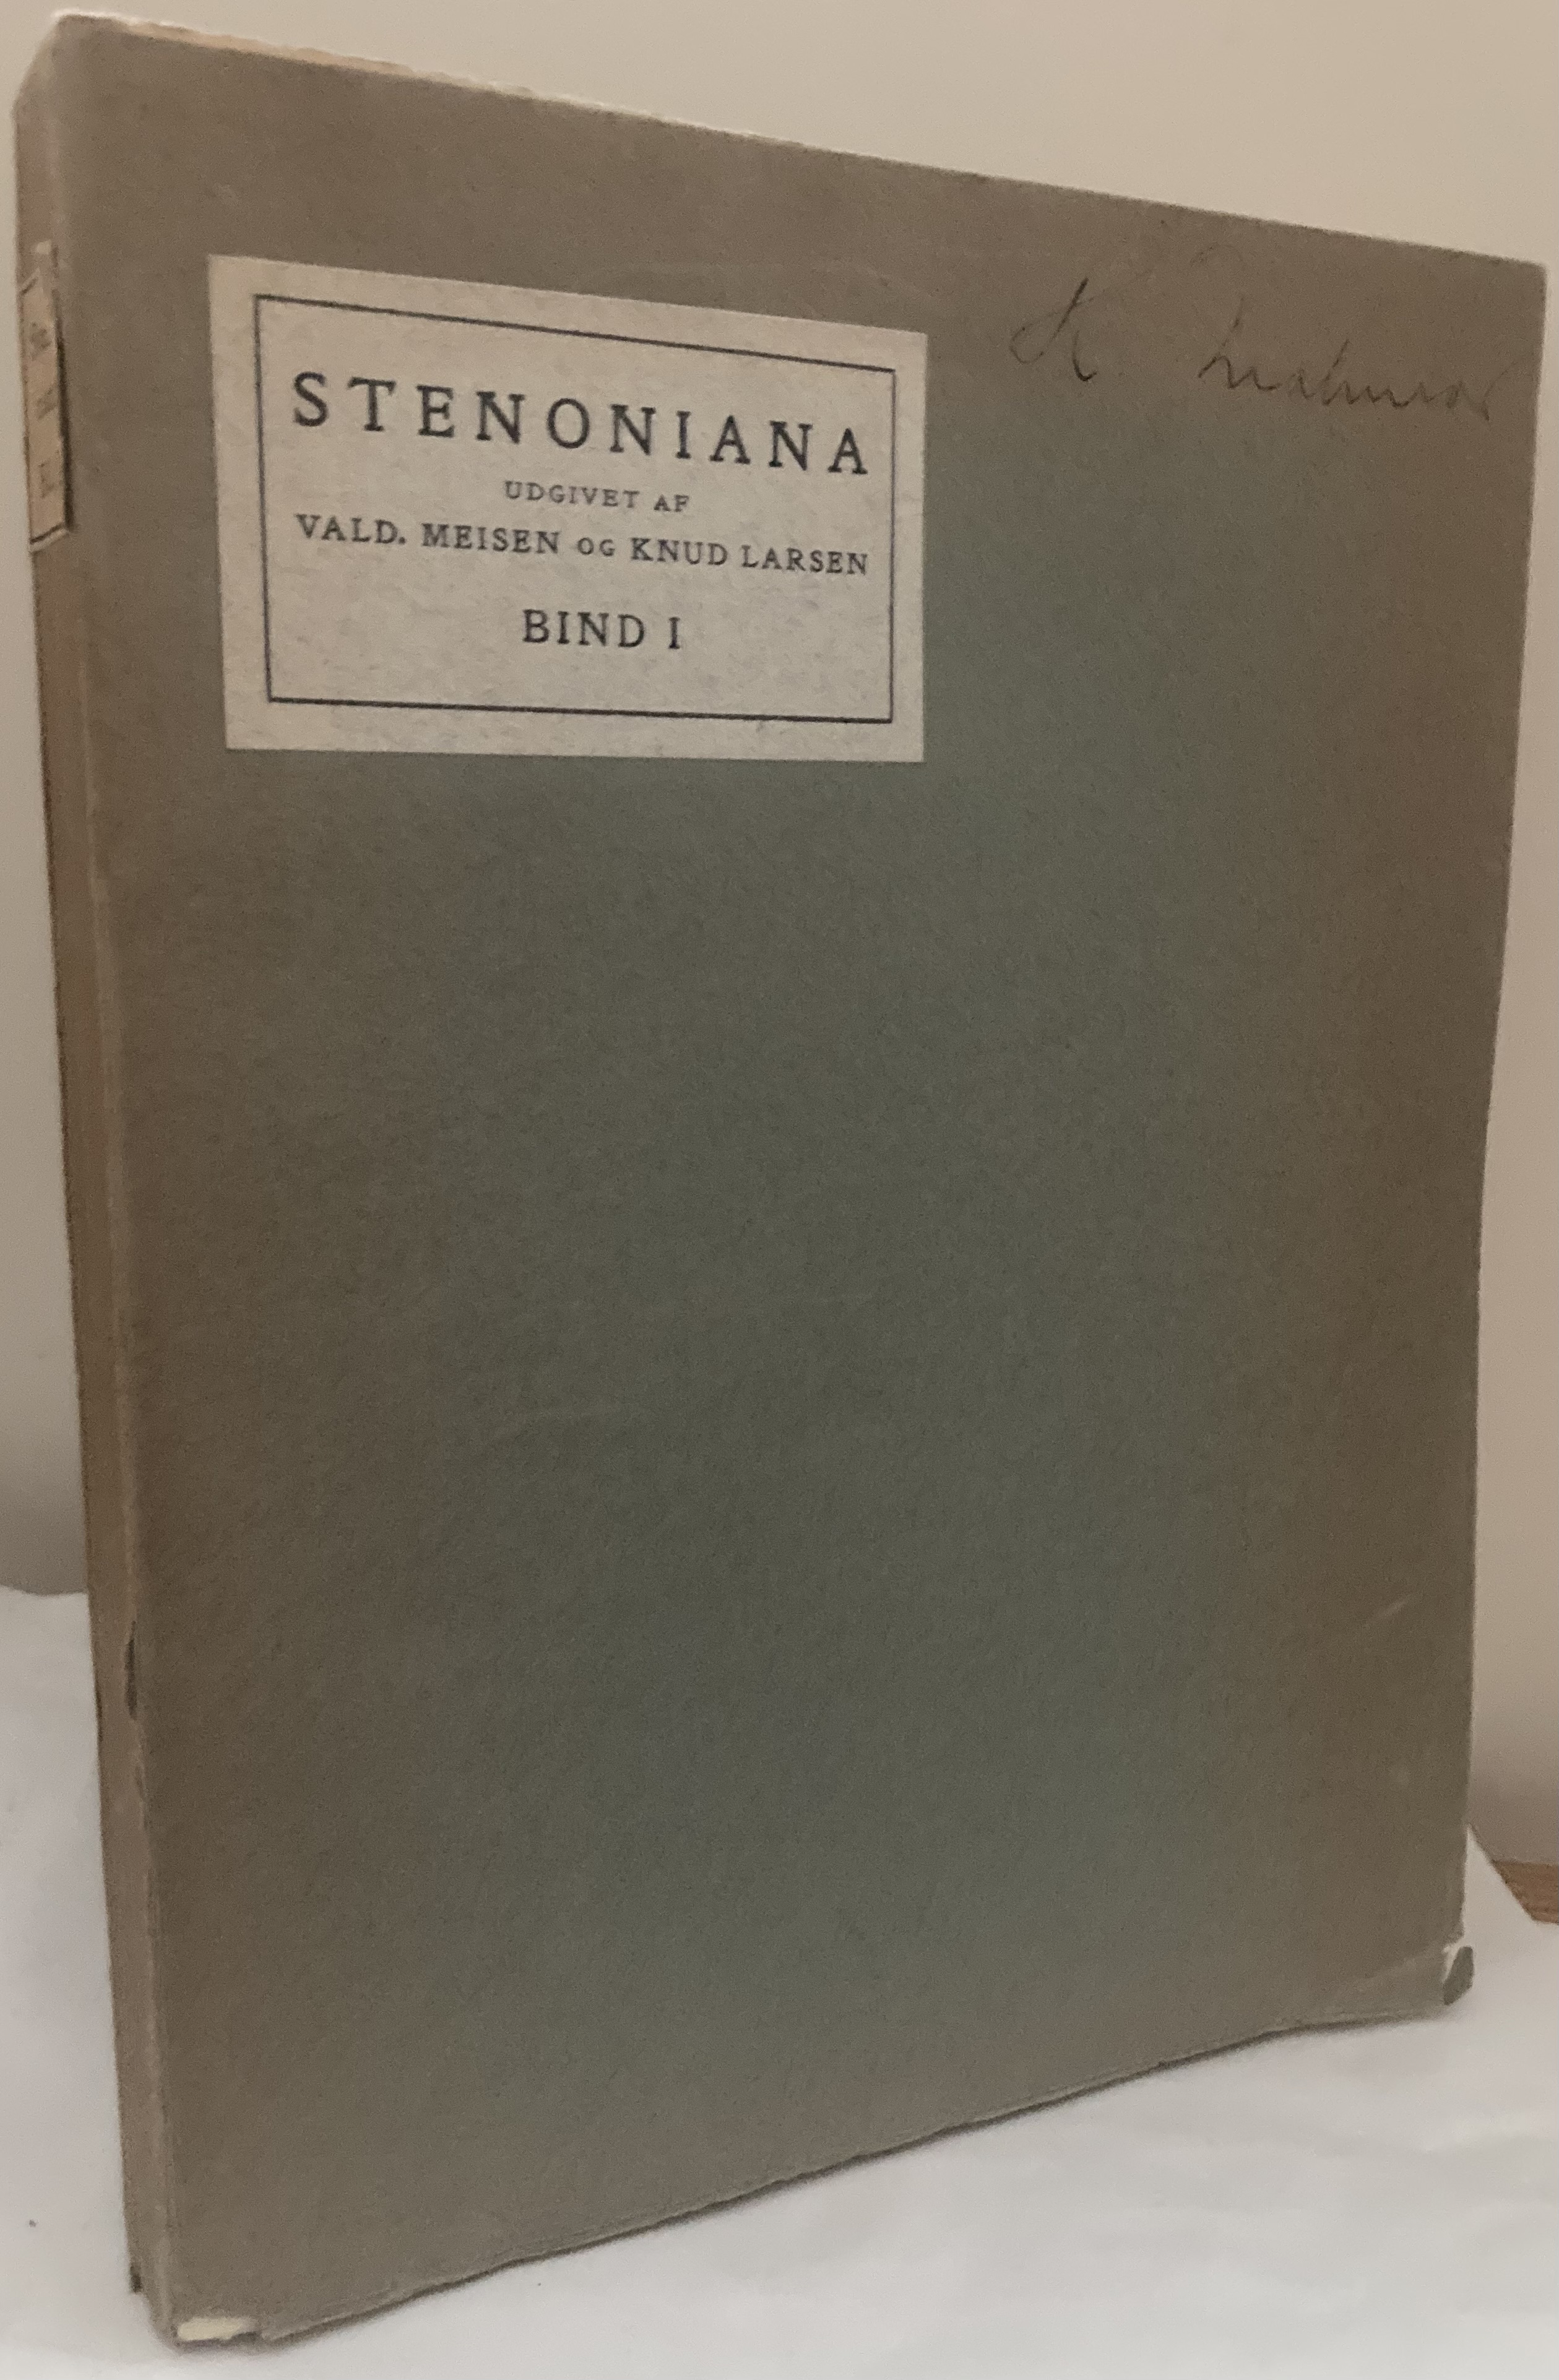 STENONIANA
UDGIVET AF
VALD. MEISEN OG KNUD LARSEN
BIND I
K.